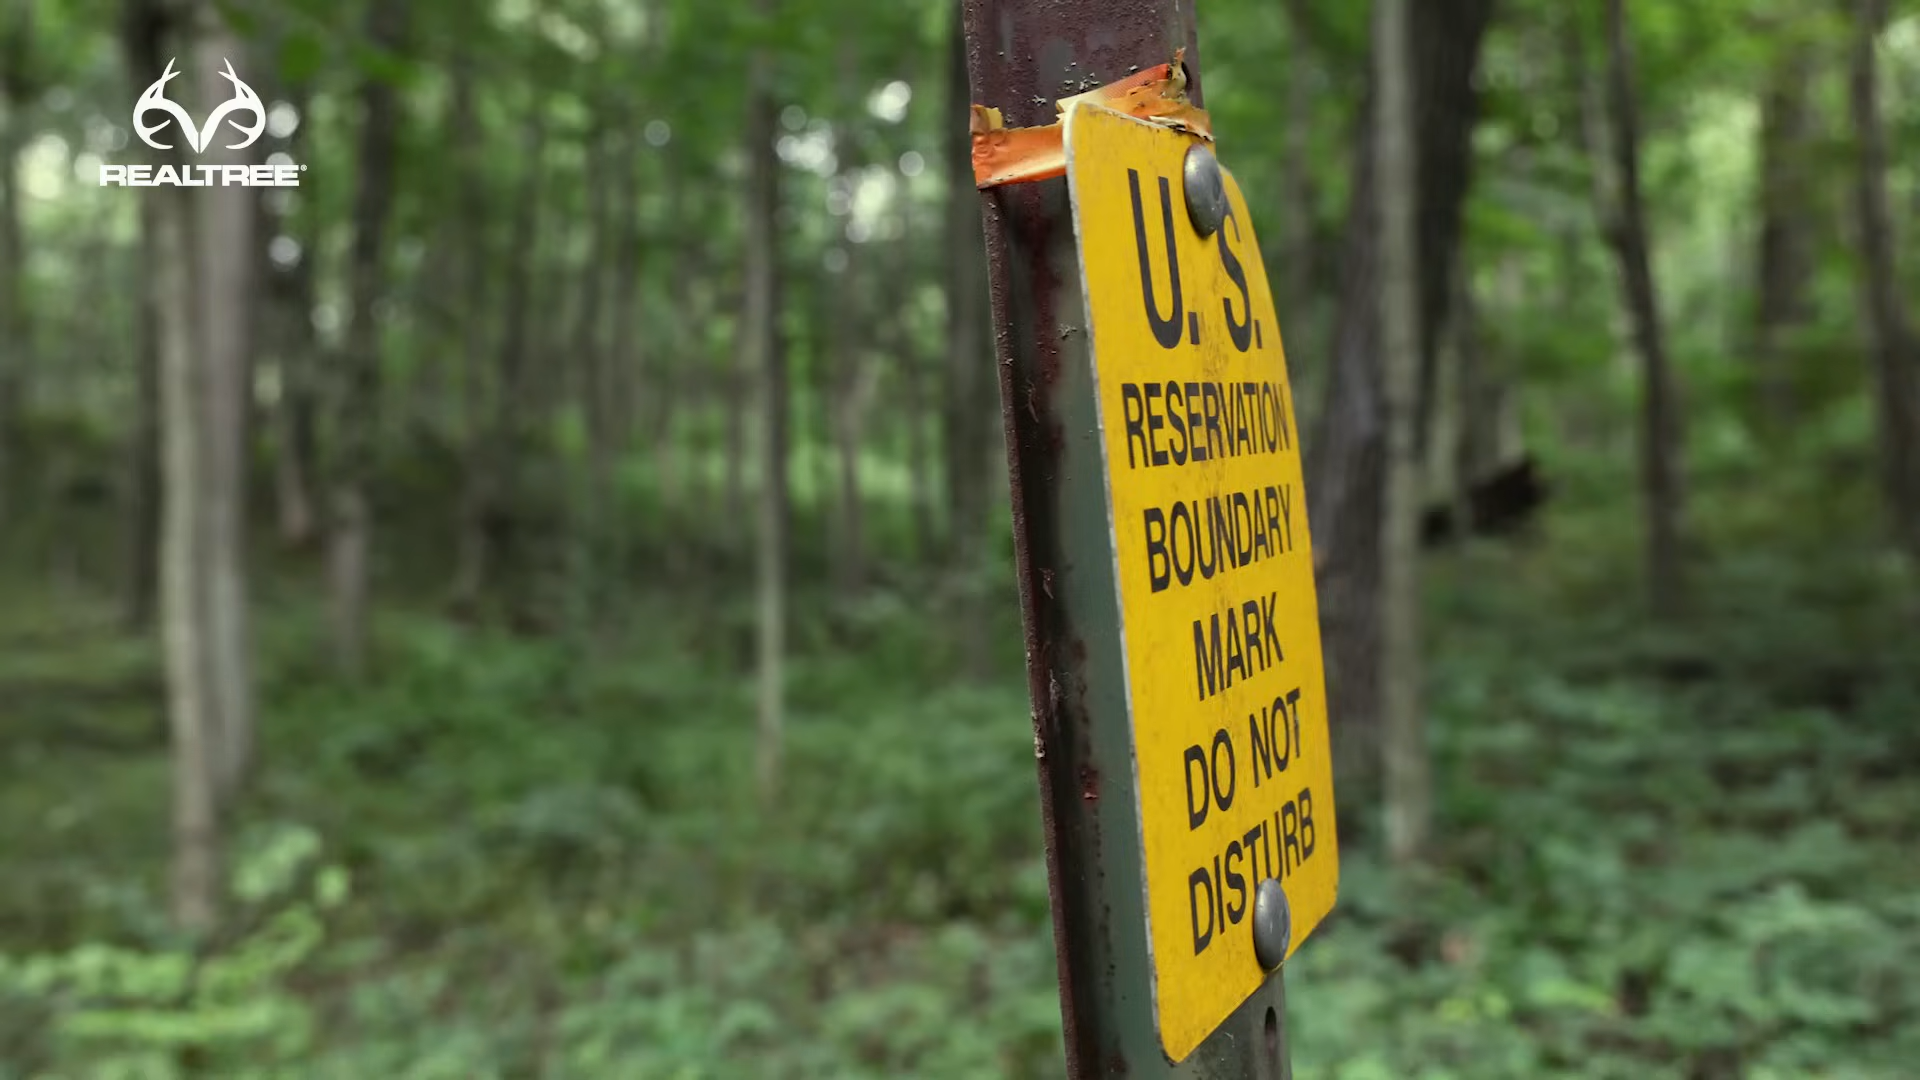 REALTREE®
U. S.
RESERVATION
BOUNDARY
MARK
DO NOT
DISTURB